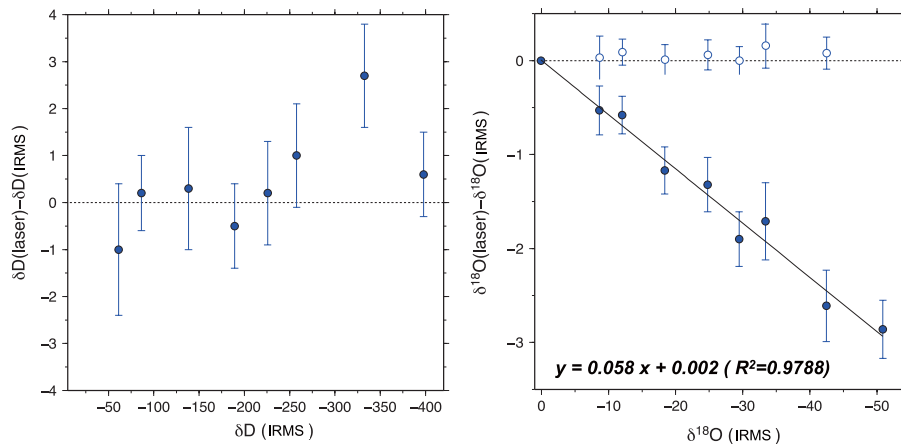 4
3
2
1
0
−1
−2
−3
−4
δD(laser)−δD(IRMS)
−50 −100 −150 −200 −250 −300 −350 −400
δD (IRMS)
0
−1
−2
−3
δ¹⁸O(laser)−δ¹⁸O(IRMS)
y = 0.058 x + 0.002 ( R²=0.9788)
0 −10 −20 −30 −40 −50
δ¹⁸O (IRMS)